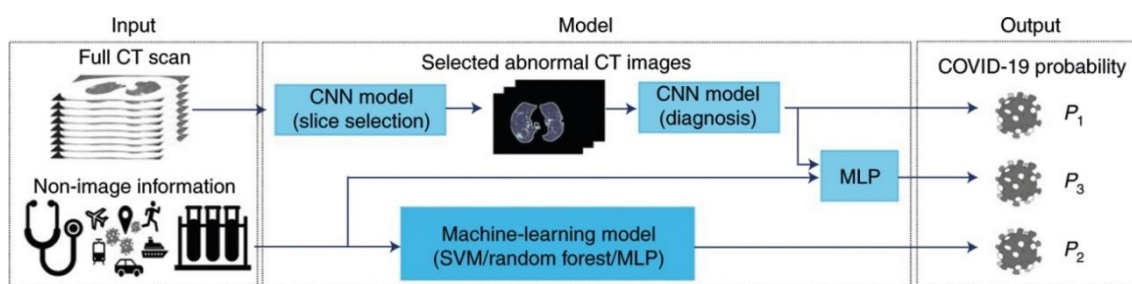 Input
Model
Output
Full CT scan
Selected abnormal CT images
COVID-19 probability
CNN model
(slice selection)
CNN model
(diagnosis)
P1
Non-image information
MLP
P3
Machine-learning model
(SVM/random forest/MLP)
P2